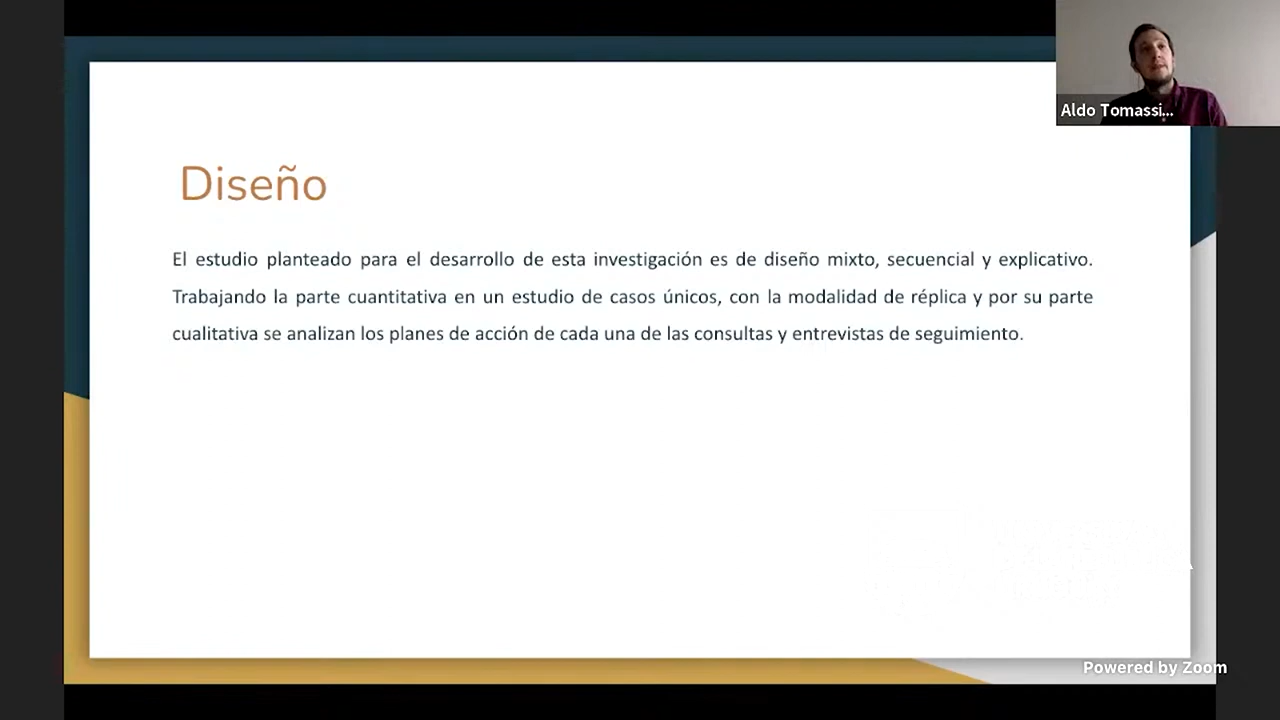 Aldo Tomassi...
Diseño
El estudio planteado para el desarrollo de esta investigación es de diseño mixto, secuencial y explicativo.
Trabajando la parte cuantitativa en un estudio de casos únicos, con la modalidad de réplica y por su parte
cualitativa se analizan los planes de acción de cada una de las consultas y entrevistas de seguimiento.
Powered by Zoom